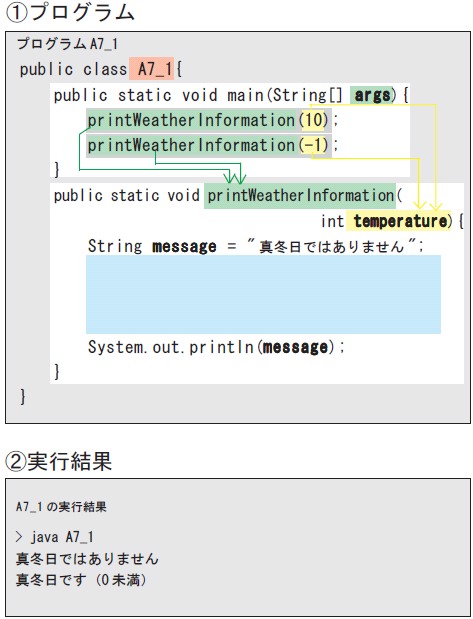 ①プログラム
プログラム A7_1
public class A7_1{
public static void main(String[] args){
printWeatherInformation(10);
printWeatherInformation(-1);
}
public static void printWeatherInformation(
int temperature){
String message = ″真冬日ではありません″;
System.out.println(message);
}
}
②実行結果
A7_1 の実行結果
> java A7_1
真冬日ではありません
真冬日です（0 未満）